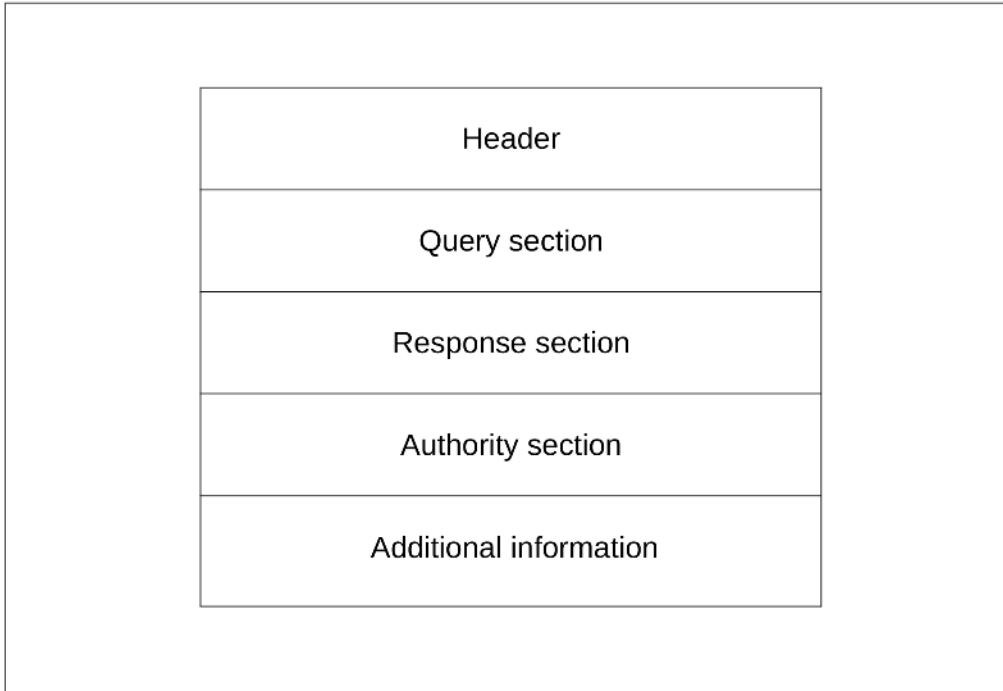 Header
Query section
Response section
Authority section
Additional information